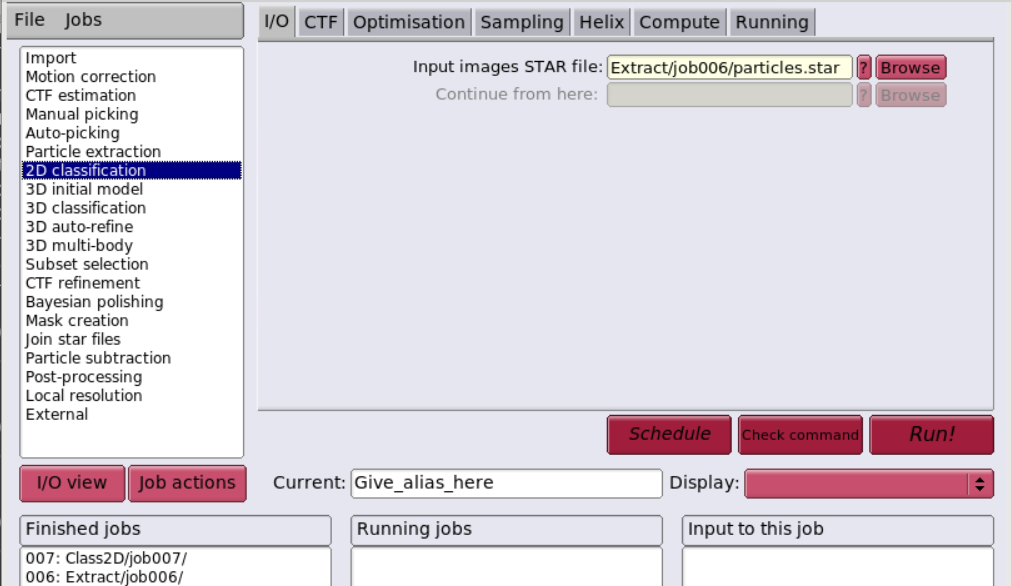 File Jobs
I/O CTF Optimisation Sampling Helix Compute Running
Import
Motion correction
CTF estimation
Manual picking
Auto-picking
Particle extraction
2D classification
3D initial model
3D classification
3D auto-refine
3D multi-body
Subset selection
CTF refinement
Bayesian polishing
Mask creation
Join star files
Particle subtraction
Post-processing
Local resolution
External
Input images STAR file: Extract/job006/particles.star ? Browse
Continue from here: ? Browse
Schedule Check command Run!
I/O view Job actions Current: Give_alias_here Display:
Finished jobs
007: Class2D/job007/
006: Extract/job006/
Running jobs
Input to this job